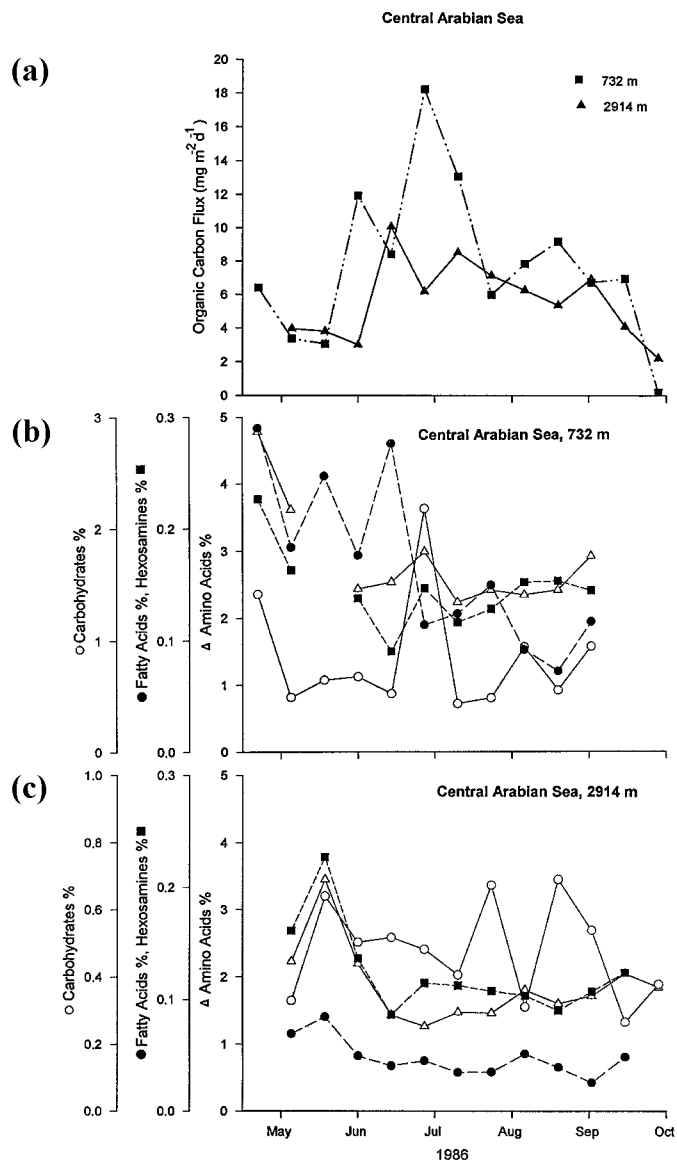 Central Arabian Sea
(a)
20
18
16
14
12
10
8
6
4
2
0
Organic Carbon Flux (mg m-2 d-1)
732 m
2914 m
(b)
Central Arabian Sea, 732 m
3
2
1
0
Carbohydrates %
0.3
0.2
0.1
0.0
Fatty Acids %, Hexosamines %
5
4
3
2
1
0
Amino Acids %
(c)
Central Arabian Sea, 2914 m
1.0
0.8
0.6
0.4
0.2
0.0
Carbohydrates %
0.3
0.2
0.1
0.0
Fatty Acids %, Hexosamines %
5
4
3
2
1
0
Amino Acids %
May Jun Jul Aug Sep Oct
1986